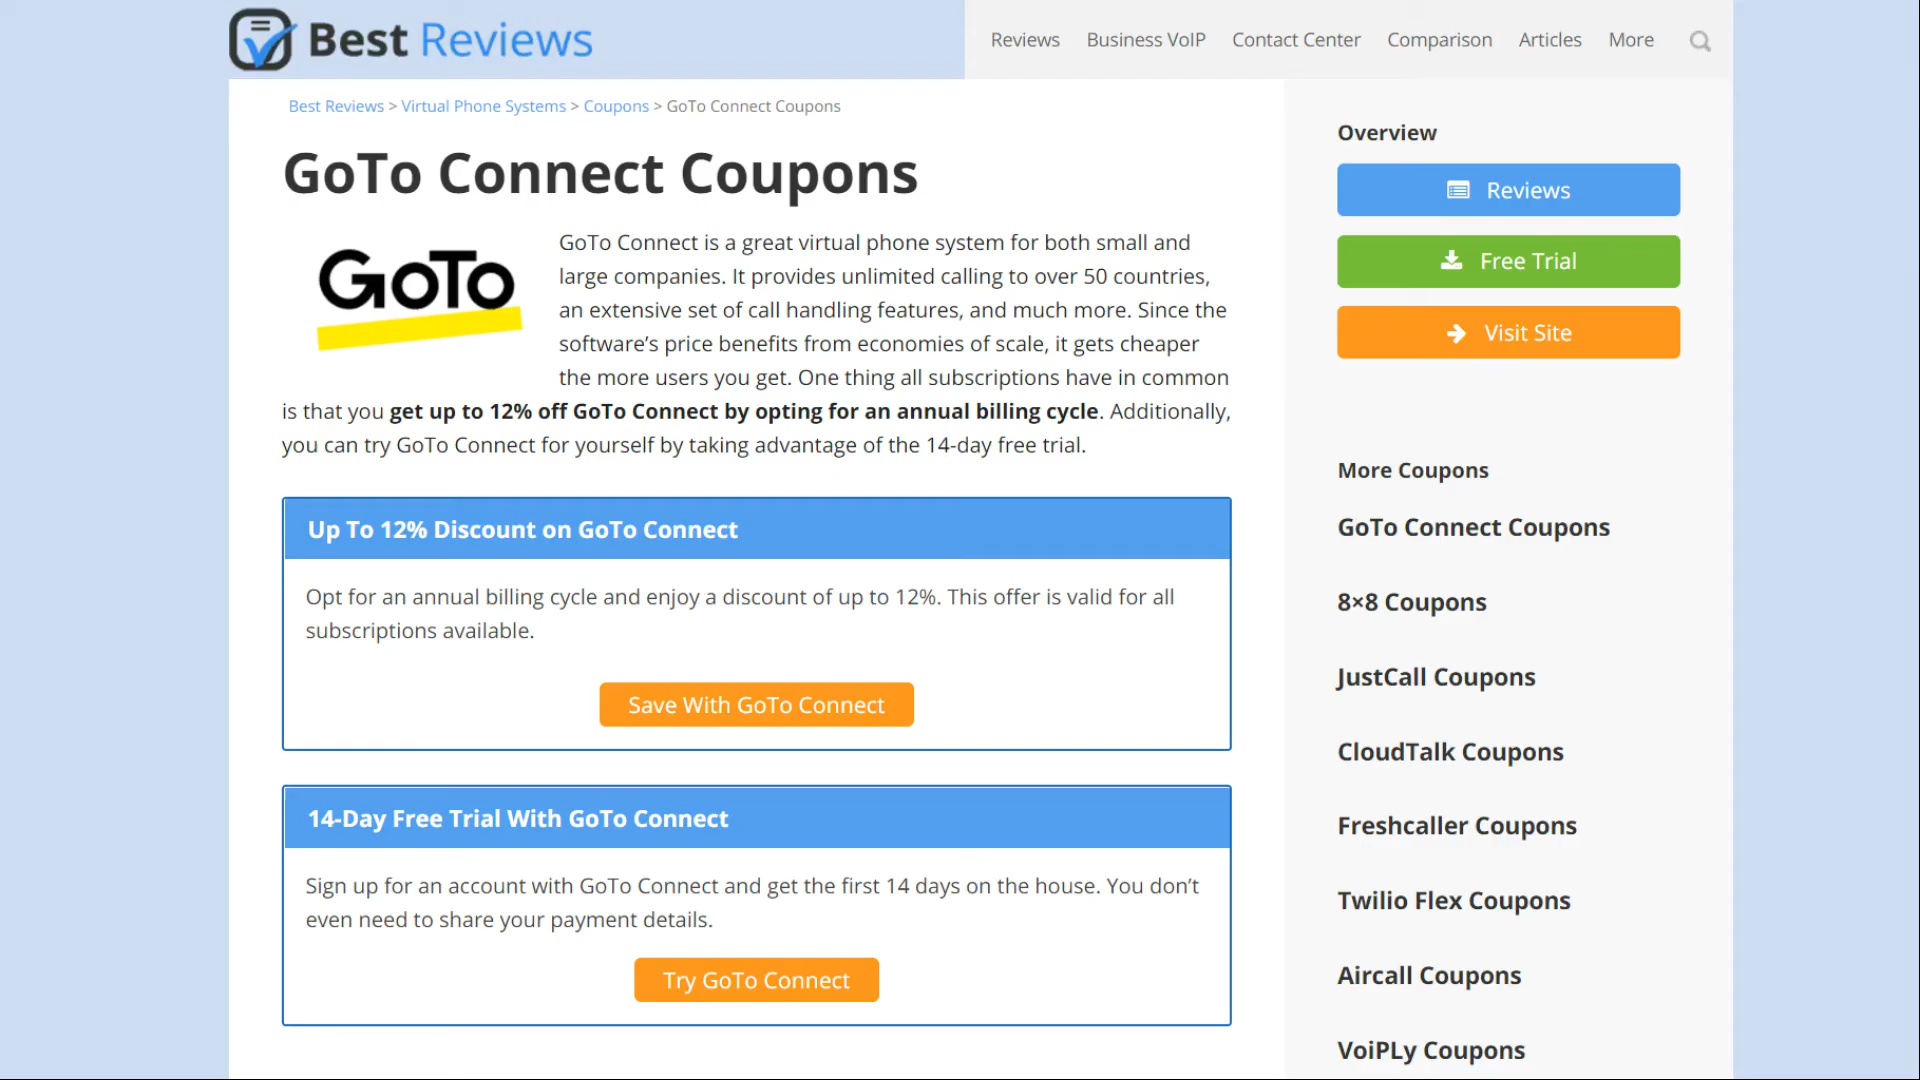 Best Reviews
Reviews Business VoIP Contact Center Comparison Articles More
Best Reviews > Virtual Phone Systems > Coupons > GoTo Connect Coupons
GoTo Connect Coupons
GoTo
GoTo Connect is a great virtual phone system for both small and
large companies. It provides unlimited calling to over 50 countries,
an extensive set of call handling features, and much more. Since the
software’s price benefits from economies of scale, it gets cheaper
the more users you get. One thing all subscriptions have in common
is that you get up to 12% off GoTo Connect by opting for an annual billing cycle. Additionally,
you can try GoTo Connect for yourself by taking advantage of the 14-day free trial.
Up To 12% Discount on GoTo Connect
Opt for an annual billing cycle and enjoy a discount of up to 12%. This offer is valid for all
subscriptions available.
Save With GoTo Connect
14-Day Free Trial With GoTo Connect
Sign up for an account with GoTo Connect and get the first 14 days on the house. You don’t
even need to share your payment details.
Try GoTo Connect
Overview
Reviews
Free Trial
Visit Site
More Coupons
GoTo Connect Coupons
8×8 Coupons
JustCall Coupons
CloudTalk Coupons
Freshcaller Coupons
Twilio Flex Coupons
Aircall Coupons
VoiPLy Coupons